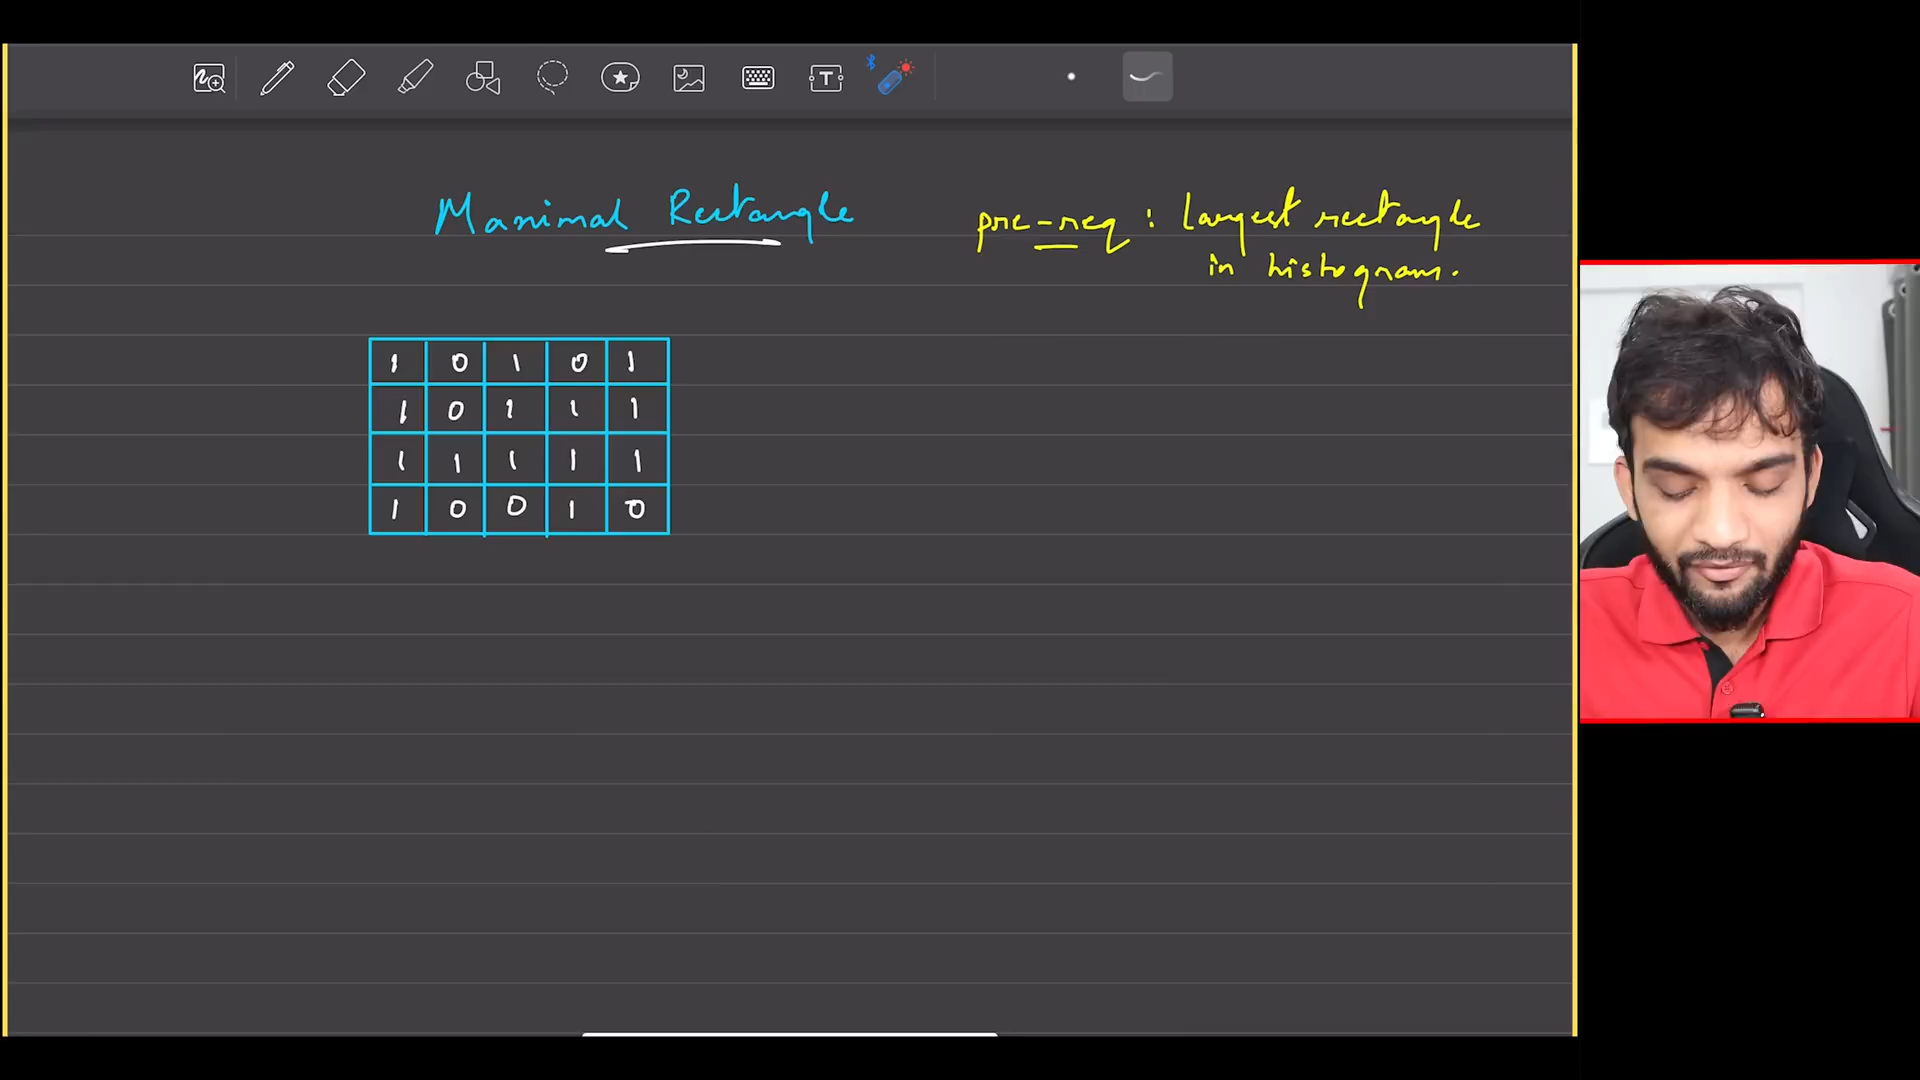 Maximal Rectangle
pre-req : Largest rectangle
in histogram.
1 0 1 0 1
1 0 1 1 1
1 1 1 1 1
1 0 0 1 0